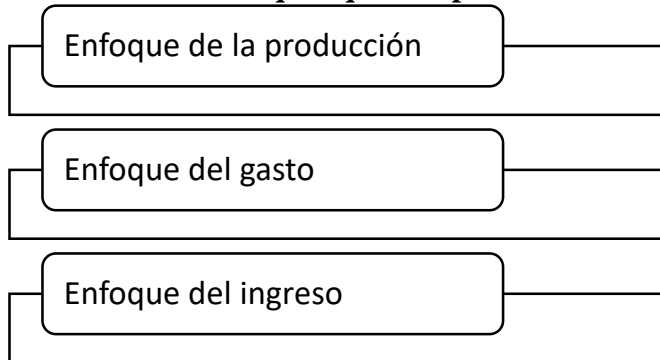 Enfoque de la producción
Enfoque del gasto
Enfoque del ingreso